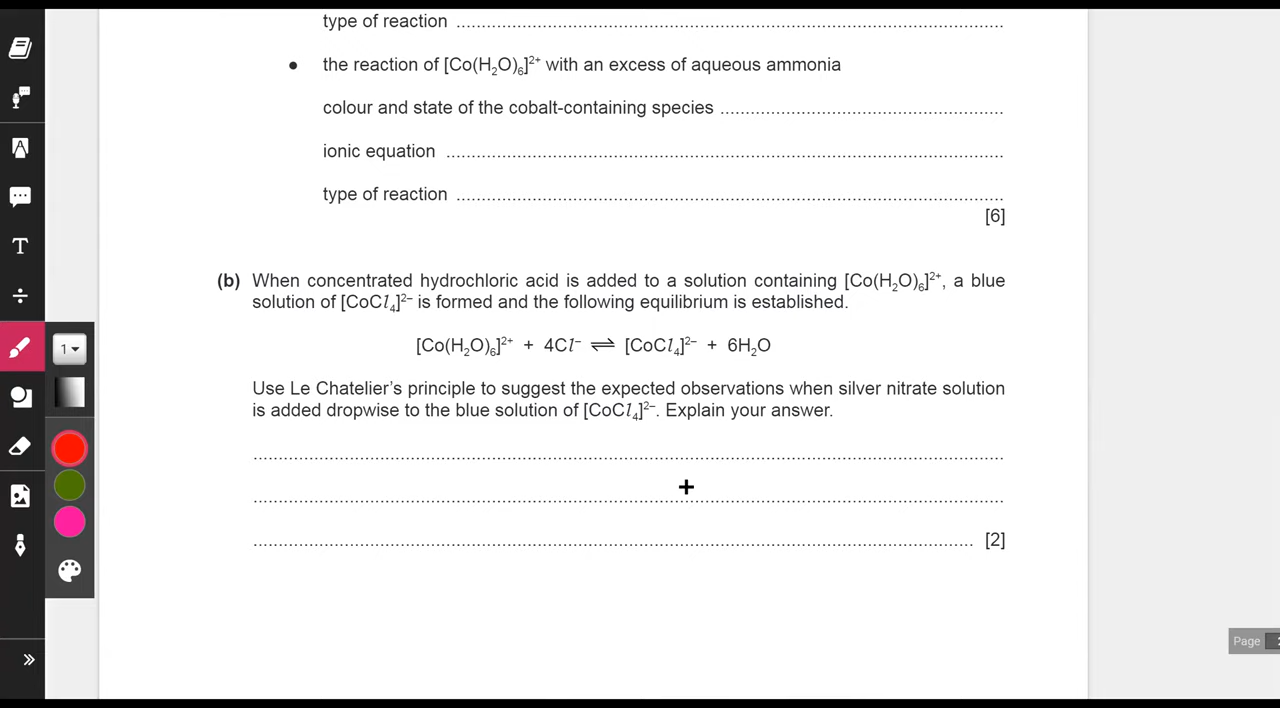 type of reaction ................................................................................................................
● the reaction of [Co(H₂O)₆]²⁺ with an excess of aqueous ammonia
colour and state of the cobalt-containing species ........................................................
ionic equation ................................................................................................................
type of reaction ................................................................................................................
[6]
(b) When concentrated hydrochloric acid is added to a solution containing [Co(H₂O)₆]²⁺, a blue
solution of [CoCl₄]²⁻ is formed and the following equilibrium is established.
[Co(H₂O)₆]²⁺ + 4Cl⁻ ⇌ [CoCl₄]²⁻ + 6H₂O
Use Le Chatelier’s principle to suggest the expected observations when silver nitrate solution
is added dropwise to the blue solution of [CoCl₄]²⁻. Explain your answer.
................................................................................................................................................
................................................................................................................................................
.......................................................................................................................................... [2]
T
1
Page